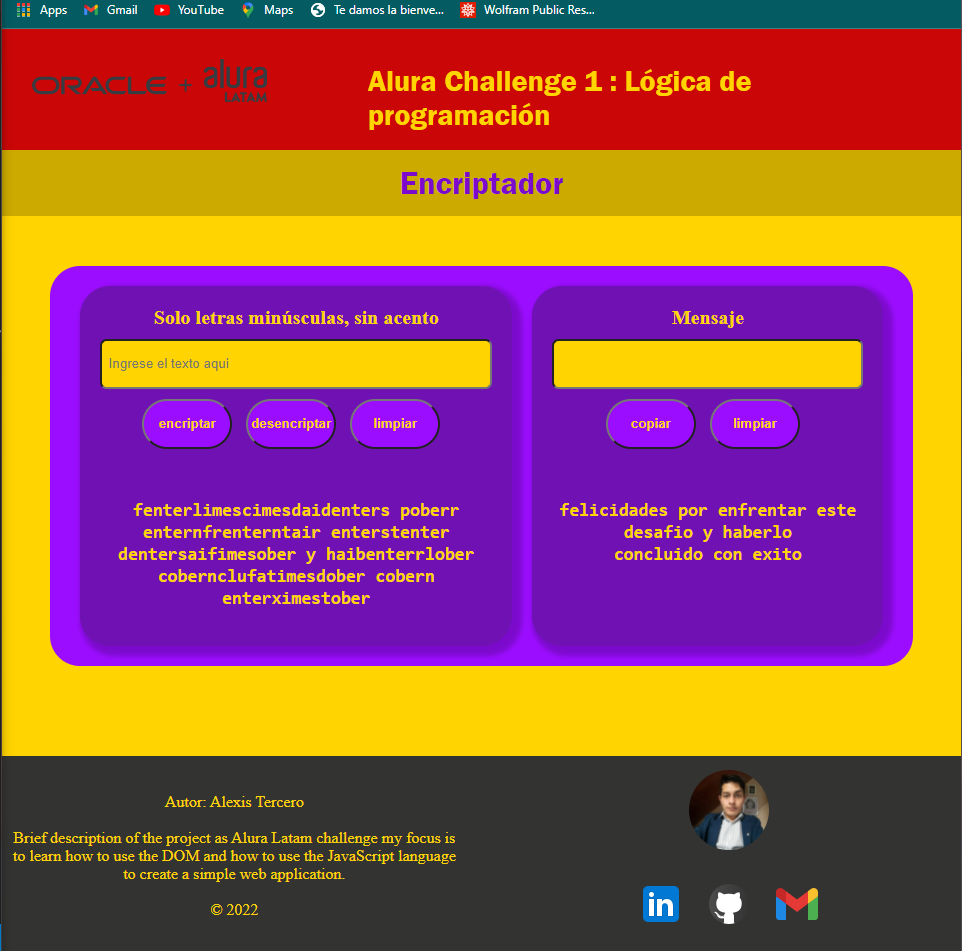 Apps Gmail YouTube Maps Te damos la bienve... Wolfram Public Res...
ORACLE + alura
LATAM
Alura Challenge 1 : Lógica de
programación
Encriptador
Solo letras minúsculas, sin acento
Ingrese el texto aqui
encriptar desencriptar limpiar
fenterlimescimesdaidenters poberr
enternfrenterntair enterstenter
dentersaifimesober y haibenterrlober
cobernclufatimesdober cobern
enterximestober
Mensaje
copiar limpiar
felicidades por enfrentar este
desafio y haberlo
concluido con exito
Autor: Alexis Tercero
Brief description of the project as Alura Latam challenge my focus is
to learn how to use the DOM and how to use the JavaScript language
to create a simple web application.
© 2022
in